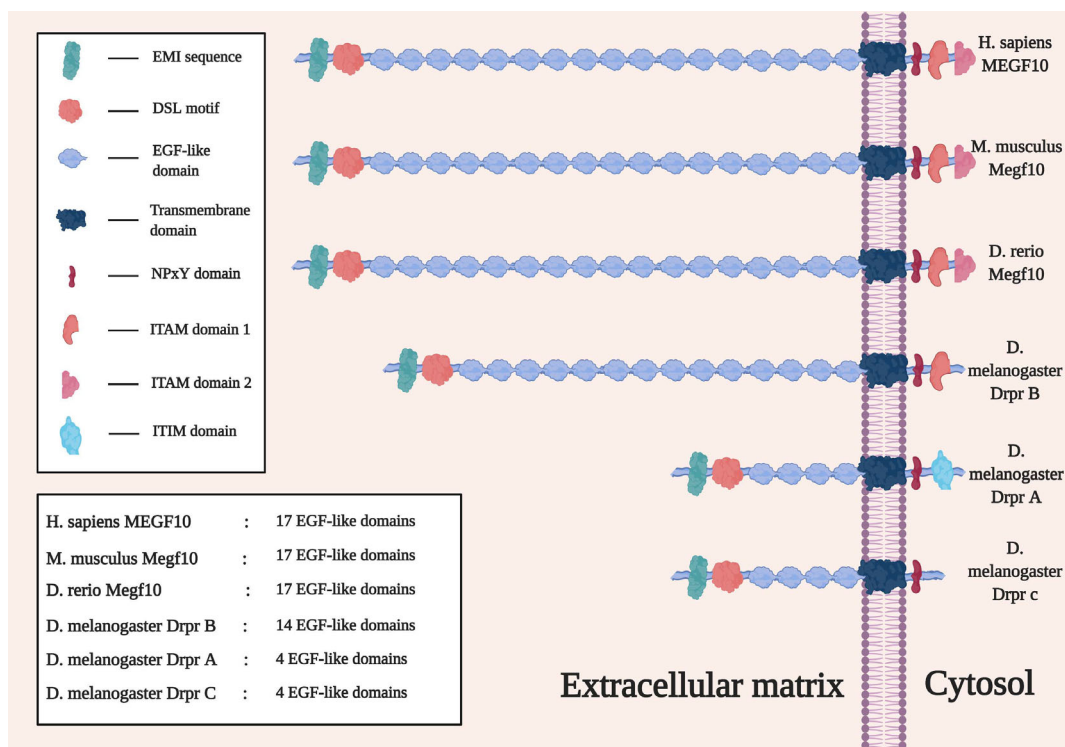 EMI sequence
DSL motif
EGF-like
domain
Transmembrane
domain
NPxY domain
ITAM domain 1
ITAM domain 2
ITIM domain
H. sapiens MEGF10 : 17 EGF-like domains
M. musculus Megf10 : 17 EGF-like domains
D. rerio Megf10 : 17 EGF-like domains
D. melanogaster Drpr B : 14 EGF-like domains
D. melanogaster Drpr A : 4 EGF-like domains
D. melanogaster Drpr C : 4 EGF-like domains
H. sapiens
MEGF10
M. musculus
Megf10
D. rerio
Megf10
D.
melanogaster
Drpr B
D.
melanogaster
Drpr A
D.
melanogaster
Drpr c
Extracellular matrix
Cytosol